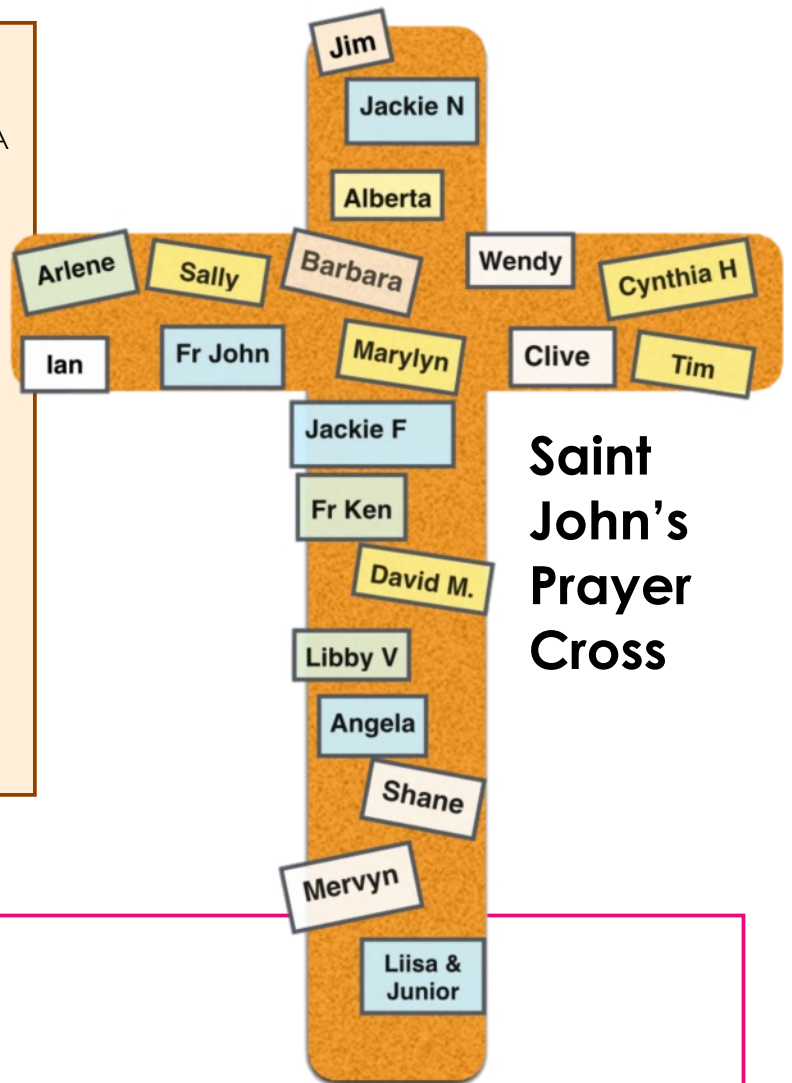 A
Jim
Jackie N
Alberta
Arlene
Sally
Barbara
Wendy
Cynthia H
Ian
Fr John
Marylyn
Clive
Tim
Jackie F
Fr Ken
David M.
Libby V
Angela
Shane
Mervyn
Liisa &
Junior
Saint
John’s
Prayer
Cross